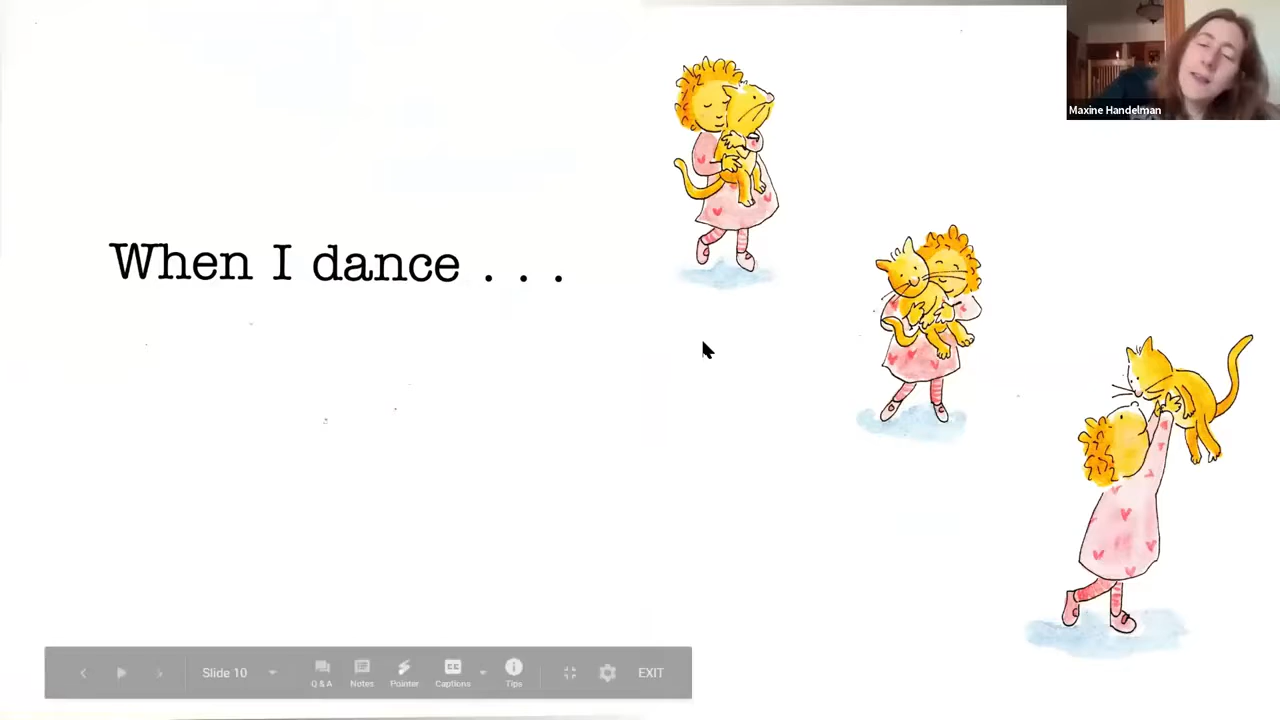 Maxine Handelman
When I dance . . .
Slide 10
Q & A
Notes
Pointer
Captions
Tips
EXIT